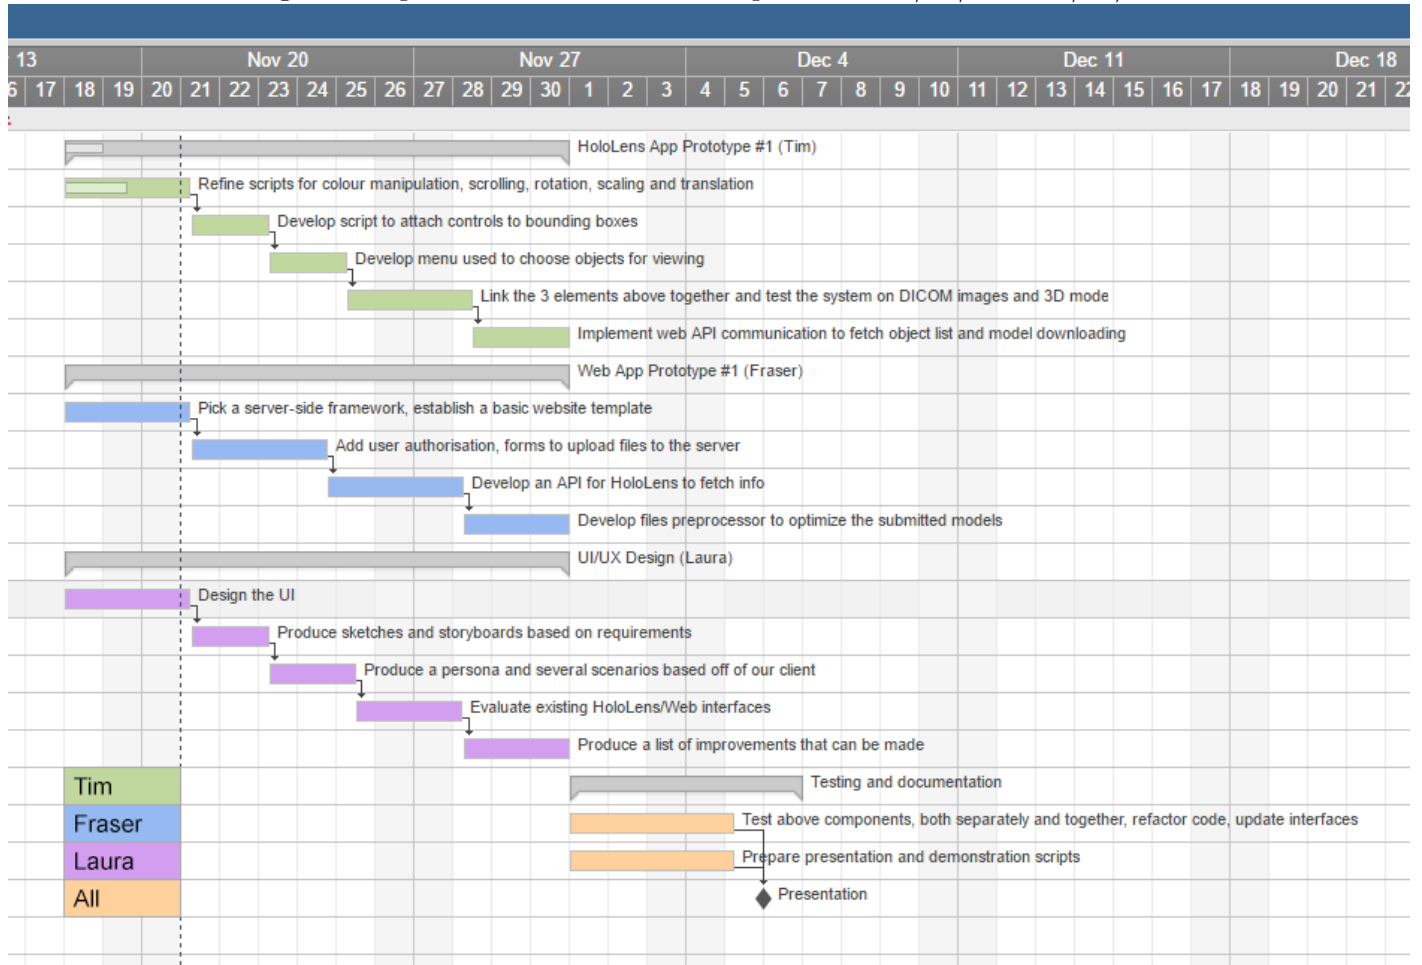 13 Nov 20 Nov 27 Dec 4 Dec 11 Dec 18
17 18 19 20 21 22 23 24 25 26 27 28 29 30 1 2 3 4 5 6 7 8 9 10 11 12 13 14 15 16 17 18 19 20 21
HoloLens App Prototype #1 (Tim)
Refine scripts for colour manipulation, scrolling, rotation, scaling and translation
Develop script to attach controls to bounding boxes
Develop menu used to choose objects for viewing
Link the 3 elements above together and test the system on DICOM images and 3D mode
Implement web API communication to fetch object list and model downloading
Web App Prototype #1 (Fraser)
Pick a server-side framework, establish a basic website template
Add user authorisation, forms to upload files to the server
Develop an API for HoloLens to fetch info
Develop files preprocessor to optimize the submitted models
UI/UX Design (Laura)
Design the UI
Produce sketches and storyboards based on requirements
Produce a persona and several scenarios based off of our client
Evaluate existing HoloLens/Web interfaces
Produce a list of improvements that can be made
Tim Testing and documentation
Fraser Test above components, both separately and together, refactor code, update interfaces
Laura Prepare presentation and demonstration scripts
All Presentation